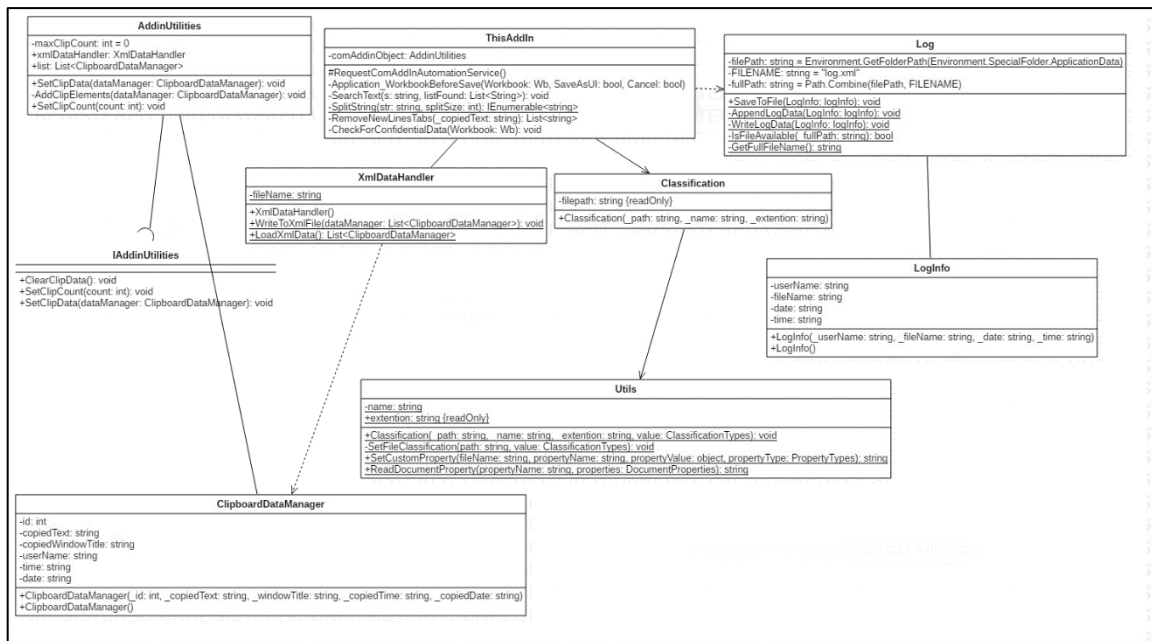 AddinUtilities
-maxClipCount: int = 0
+xmlDataHandler: XmlDataHandler
+list: List<ClipboardDataManager>
+SetClipData(dataManager: ClipboardDataManager): void
-AddClipElements(dataManager: ClipboardDataManager): void
+SetClipCount(count: int): void
ThisAddIn
-comAddinObject: AddinUtilities
#RequestComAddInAutomationService()
-Application_WorkbookBeforeSave(Workbook: Wb, SaveAsUI: bool, Cancel: bool)
-SearchText(s: string, listFound: List<String>): void
-SplitString(str: string, splitSize: int): IEnumerable<string>
-RemoveNewLinesTabs(_copiedText: string): List<string>
-CheckForConfidentialData(Workbook: Wb): void
Log
-filePath: string = Environment.GetFolderPath(Environment.SpecialFolder.ApplicationData)
-FILENAME: string = "log.xml"
-fullPath: string = Path.Combine(filePath, FILENAME)
+SaveToFile(LogInfo: logInfo): void
-AppendLogData(LogInfo: logInfo): void
-WriteLogData(LogInfo: logInfo): void
-IsFileAvailable(_fullPath: string): bool
-GetFullFileName(): string
XmlDataHandler
-fileName: string
+XmlDataHandler()
+WriteToXmlFile(dataManager: List<ClipboardDataManager>): void
+LoadXmlData(): List<ClipboardDataManager>
Classification
-filepath: string {readOnly}
+Classification(_path: string, _name: string, _extention: string)
IAddinUtilities
+ClearClipData(): void
+SetClipCount(count: int): void
+SetClipData(dataManager: ClipboardDataManager): void
LogInfo
-userName: string
-fileName: string
-date: string
-time: string
+LogInfo(_userName: string, _fileName: string, _date: string, _time: string)
+LogInfo()
Utils
-name: string
+extention: string {readOnly}
+Classification(_path: string, _name: string, _extention: string, value: ClassificationTypes): void
-SetFileClassification(path: string, value: ClassificationTypes): void
+SetCustomProperty(fileName: string, propertyName: string, propertyValue: object, propertyType: PropertyTypes): string
+ReadDocumentProperty(propertyName: string, properties: DocumentProperties): string
ClipboardDataManager
-id: int
-copiedText: string
-copiedWindowTitle: string
-userName: string
-time: string
-date: string
+ClipboardDataManager(_id: int, _copiedText: string, _windowTitle: string, _copiedTime: string, _copiedDate: string)
+ClipboardDataManager()